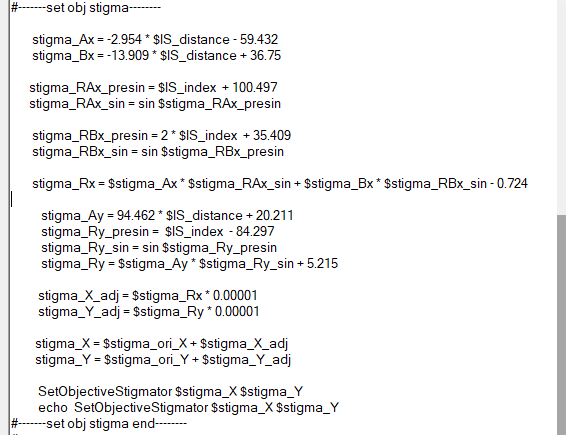 #-------set obj stigma--------
stigma_Ax = -2.954 * $IS_distance - 59.432
stigma_Bx = -13.909 * $IS_distance + 36.75
stigma_RAx_presin = $IS_index + 100.497
stigma_RAx_sin = sin $stigma_RAx_presin
stigma_RBx_presin = 2 * $IS_index + 35.409
stigma_RBx_sin = sin $stigma_RBx_presin
stigma_Rx = $stigma_Ax * $stigma_RAx_sin + $stigma_Bx * $stigma_RBx_sin - 0.724
stigma_Ay = 94.462 * $IS_distance + 20.211
stigma_Ry_presin = $IS_index - 84.297
stigma_Ry_sin = sin $stigma_Ry_presin
stigma_Ry = $stigma_Ay * $stigma_Ry_sin + 5.215
stigma_X_adj = $stigma_Rx * 0.00001
stigma_Y_adj = $stigma_Ry * 0.00001
stigma_X = $stigma_ori_X + $stigma_X_adj
stigma_Y = $stigma_ori_Y + $stigma_Y_adj
SetObjectiveStigmator $stigma_X $stigma_Y
echo SetObjectiveStigmator $stigma_X $stigma_Y
#-------set obj stigma end--------